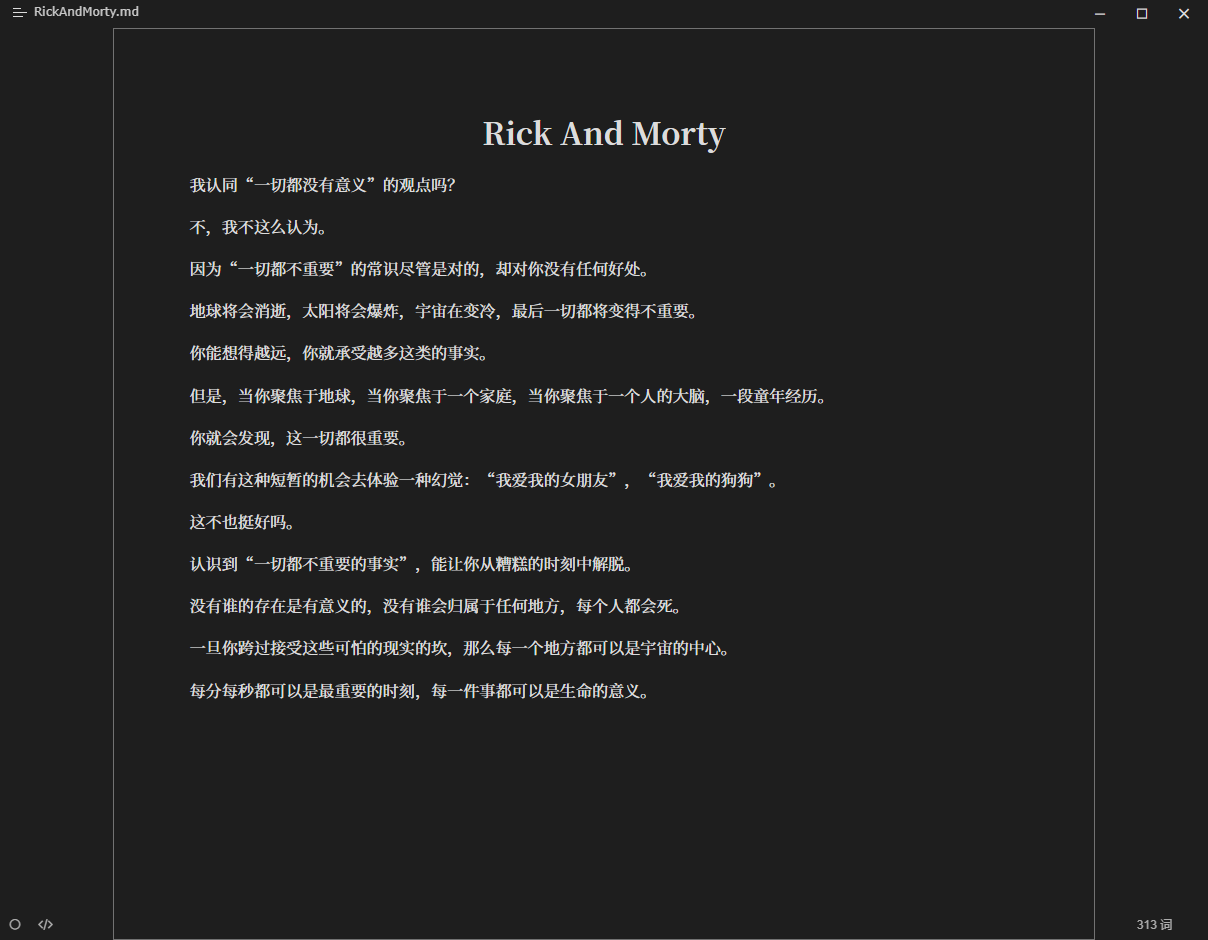 RickAndMorty.md
Rick And Morty
我认同“一切都没有意义”的观点吗？
不，我不这么认为。
因为“一切都不重要”的常识尽管是对的，却对你没有任何好处。
地球将会消逝，太阳将会爆炸，宇宙在变冷，最后一切都将变得不重要。
你能想得越远，你就承受越多这类的事实。
但是，当你聚焦于地球，当你聚焦于一个家庭，当你聚焦于一个人的大脑，一段童年经历。
你就会发现，这一切都很重要。
我们有这种短暂的机会去体验一种幻觉：“我爱我的女朋友”，“我爱我的狗狗”。
这不也挺好吗。
认识到“一切都不重要的事实”，能让你从糟糕的时刻中解脱。
没有谁的存在是有意义的，没有谁会归属于任何地方，每个人都会死。
一旦你跨过接受这些可怕的现实的坎，那么每一个地方都可以是宇宙的中心。
每分每秒都可以是最重要的时刻，每一件事都可以是生命的意义。
313 词